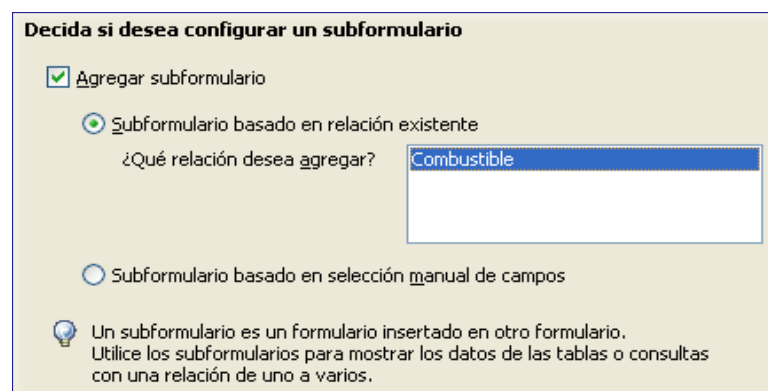 Decida si desea configurar un subformulario
Agregar subformulario
Subformulario basado en relación existente
¿Qué relación desea agregar?
Combustible
Subformulario basado en selección manual de campos
Un subformulario es un formulario insertado en otro formulario.
Utilice los subformularios para mostrar los datos de las tablas o consultas
con una relación de uno a varios.